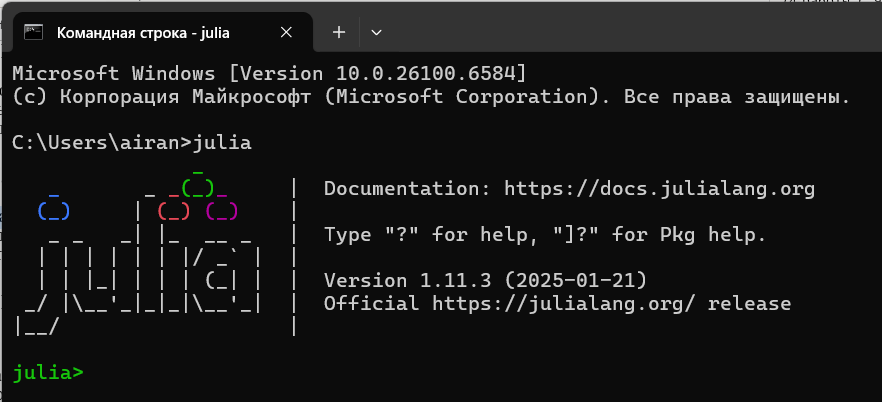 Командная строка - julia
Microsoft Windows [Version 10.0.26100.6584]
(c) Корпорация Майкрософт (Microsoft Corporation). Все права защищены.
C:\Users\airan>julia
               _
   _       _ _(_)_     |  Documentation: https://docs.julialang.org
  (_)     | (_) (_)    |
   _ _   _| |_  __ _   |  Type "?" for help, "]?" for Pkg help.
  | | | | | | |/ _` |  |
  | | |_| | | | (_| |  |  Version 1.11.3 (2025-01-21)
 _/ |\__'_|_|_|\__'_|  |  Official https://julialang.org/ release
|__/                   |
julia>